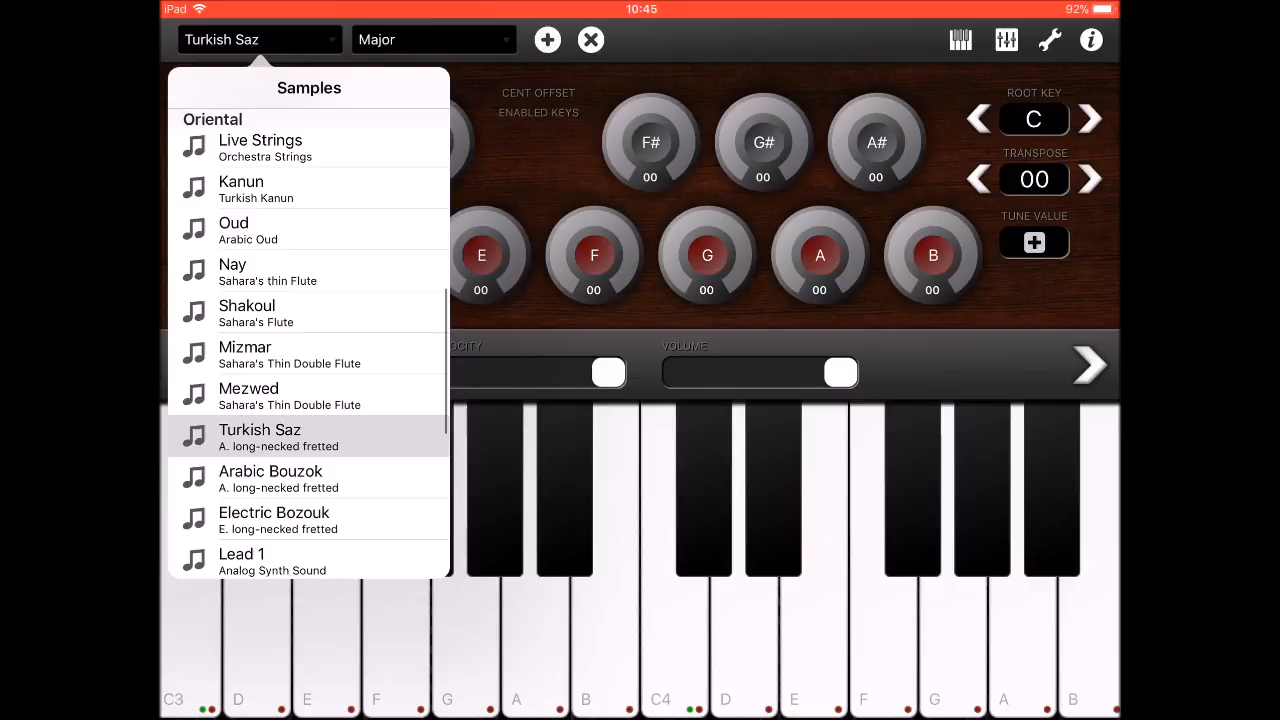 iPad
10:45
92%
Turkish Saz
Major
Samples
Oriental
Live Strings
Orchestra Strings
Kanun
Turkish Kanun
Oud
Arabic Oud
Nay
Sahara's thin Flute
Shakoul
Sahara's Flute
Mizmar
Sahara's Thin Double Flute
Mezwed
Sahara's Thin Double Flute
Turkish Saz
A. long-necked fretted
Arabic Bouzok
A. long-necked fretted
Electric Bozouk
E. long-necked fretted
Lead 1
Analog Synth Sound
CENT OFFSET
ENABLED KEYS
F#
00
G#
00
A#
00
ROOT KEY
C
TRANSPOSE
00
TUNE VALUE
E
00
F
00
G
00
A
00
B
00
OCITY
VOLUME
C3
D
E
F
G
A
B
C4
D
E
F
G
A
B